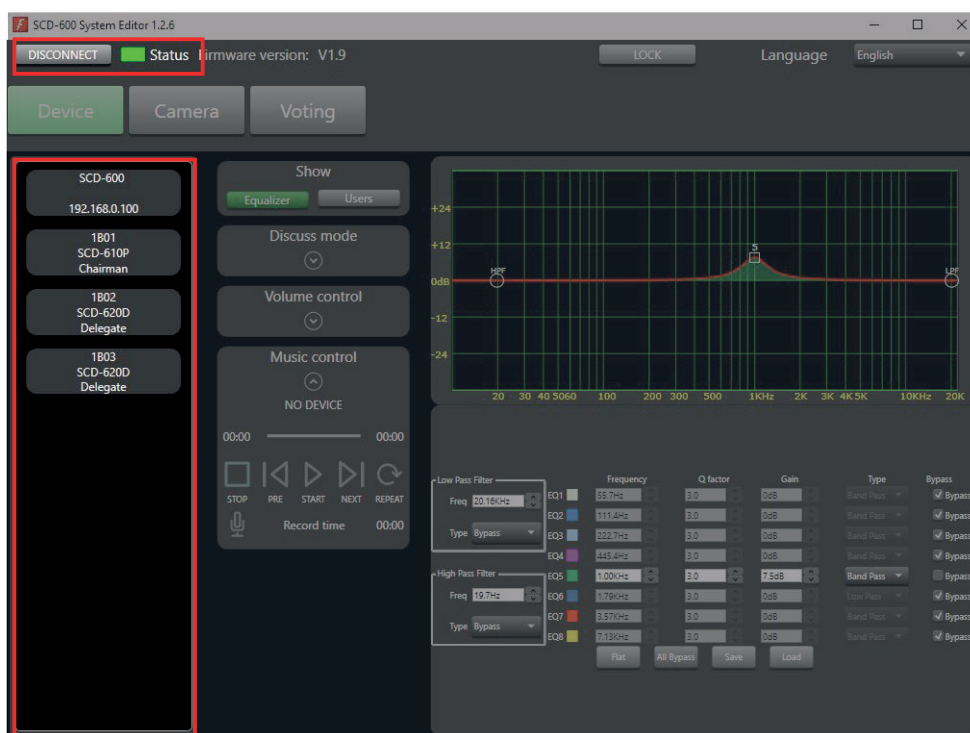 SCD-600 System Editor 1.2.6
DISCONNECT Status Firmware version: V1.9 LOCK Language English
Device Camera Voting
SCD-600
192.168.0.100
1B01
SCD-610P
Chairman
1B02
SCD-620D
Delegate
1B03
SCD-620D
Delegate
Show
Equalizer Users
Discuss mode
Volume control
Music control
NO DEVICE
00:00 00:00
STOP PRE START NEXT REPEAT
Record time 00:00
+24
+12
0dB
-12
-24
HPF 5 LPF
20 30 40 5060 100 200 300 500 1KHz 2K 3K 4K 5K 10KHz 20K
Low Pass Filter
Freq 20.16KHz
Type Bypass
High Pass Filter
Freq 19.7Hz
Type Bypass
Frequency Q factor Gain Type Bypass
EQ1 55.7Hz 3.0 0dB Band Pass Bypass
EQ2 111.4Hz 3.0 0dB Band Pass Bypass
EQ3 222.7Hz 3.0 0dB Band Pass Bypass
EQ4 445.4Hz 3.0 0dB Band Pass Bypass
EQ5 1.00KHz 3.0 7.5dB Band Pass Bypass
EQ6 1.79KHz 3.0 0dB Low Pass Bypass
EQ7 3.57KHz 3.0 0dB Band Pass Bypass
EQ8 7.13KHz 3.0 0dB Band Pass Bypass
Flat All Bypass Save Load